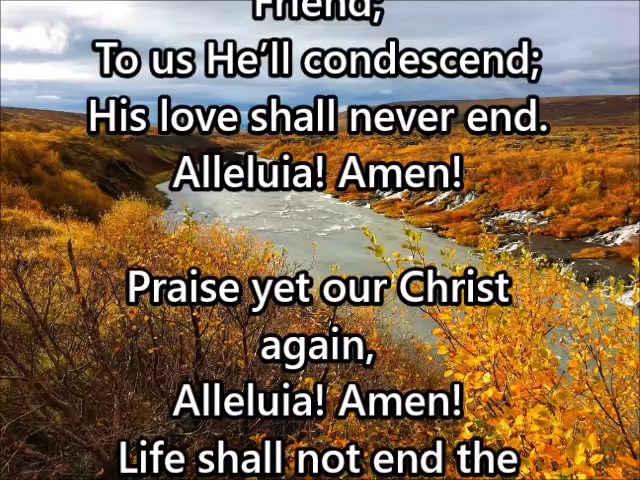 Friend;
To us He’ll condescend;
His love shall never end.
Alleluia! Amen!
Praise yet our Christ
again,
Alleluia! Amen!
Life shall not end the